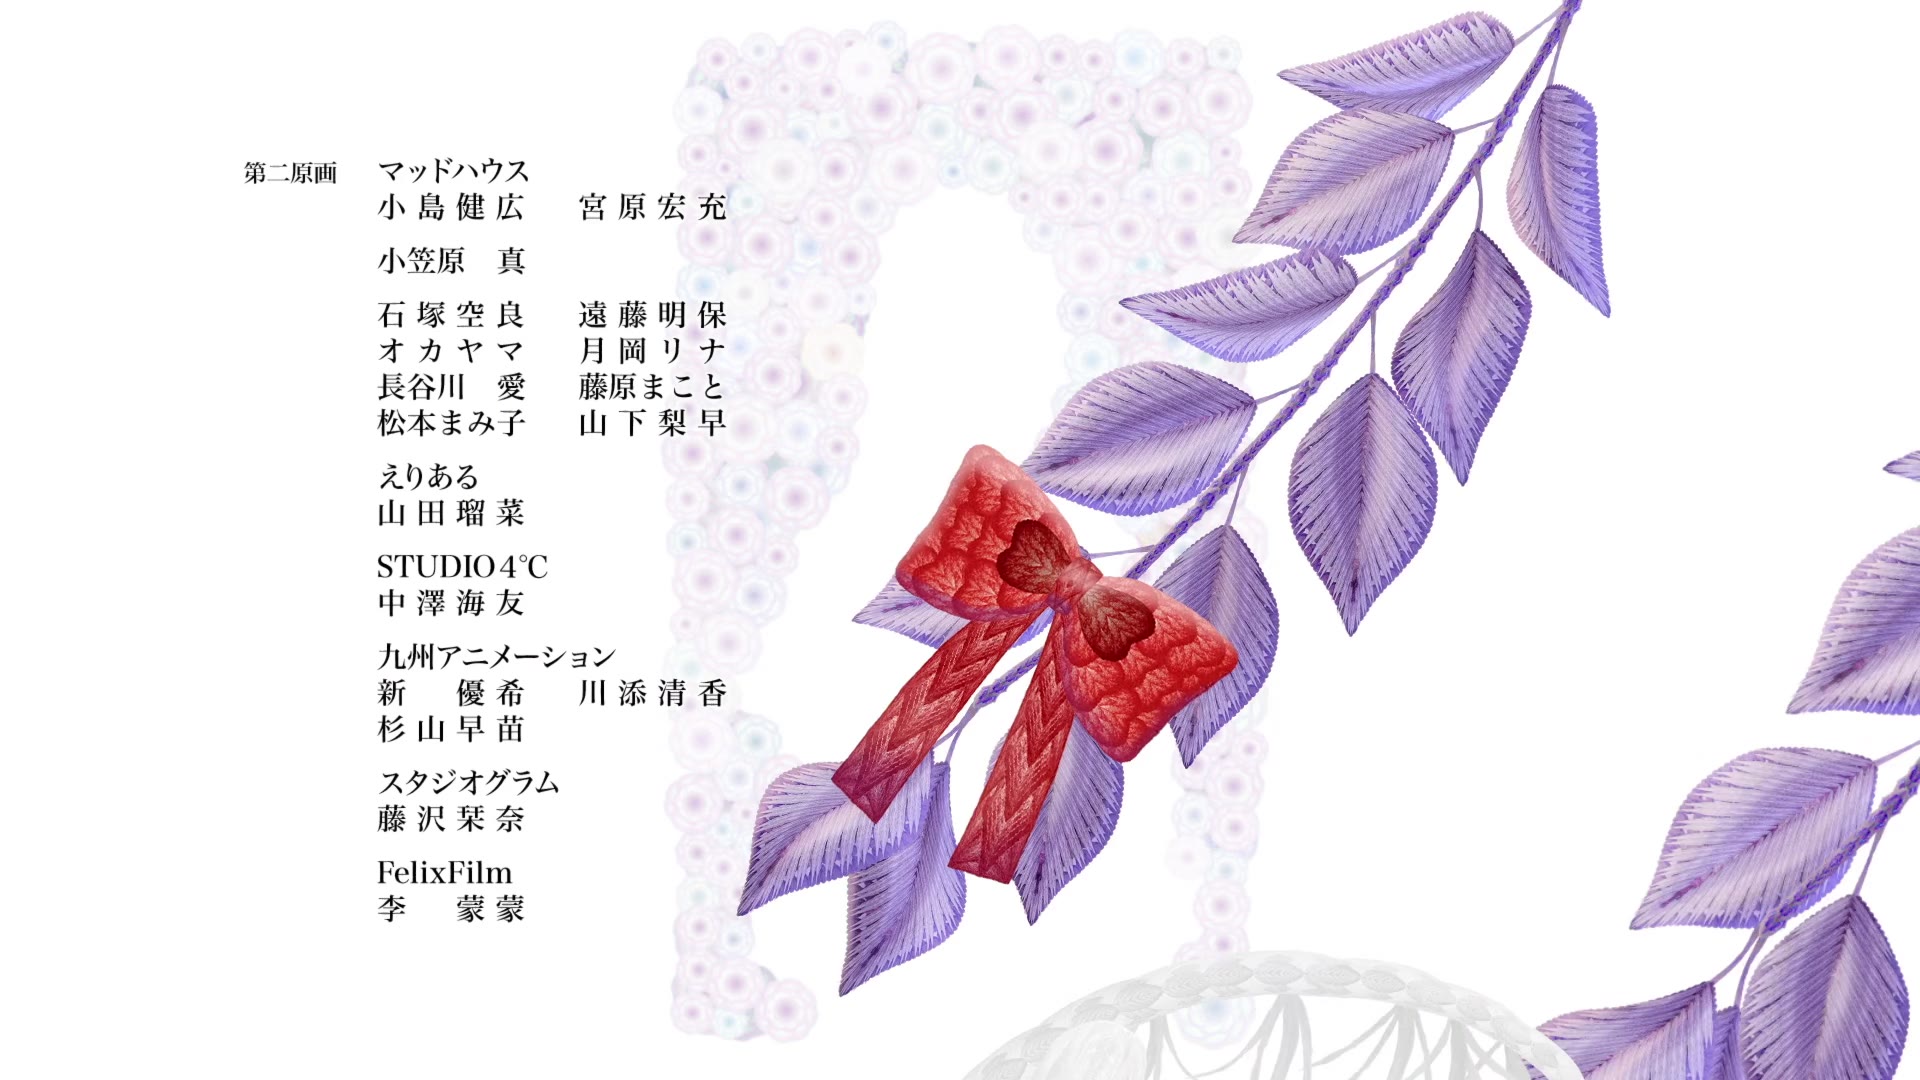 第二原画 マッドハウス
小島健広 宮原宏充
小笠原 真
石塚空良 遠藤明保
オカヤマ 月岡リナ
長谷川 愛 藤原まこと
松本まみ子 山下梨早
えりある
山田瑠菜
STUDIO4℃
中澤海友
九州アニメーション
新 優希 川添清香
杉山早苗
スタジオグラム
藤沢栞奈
FelixFilm
李 蒙蒙